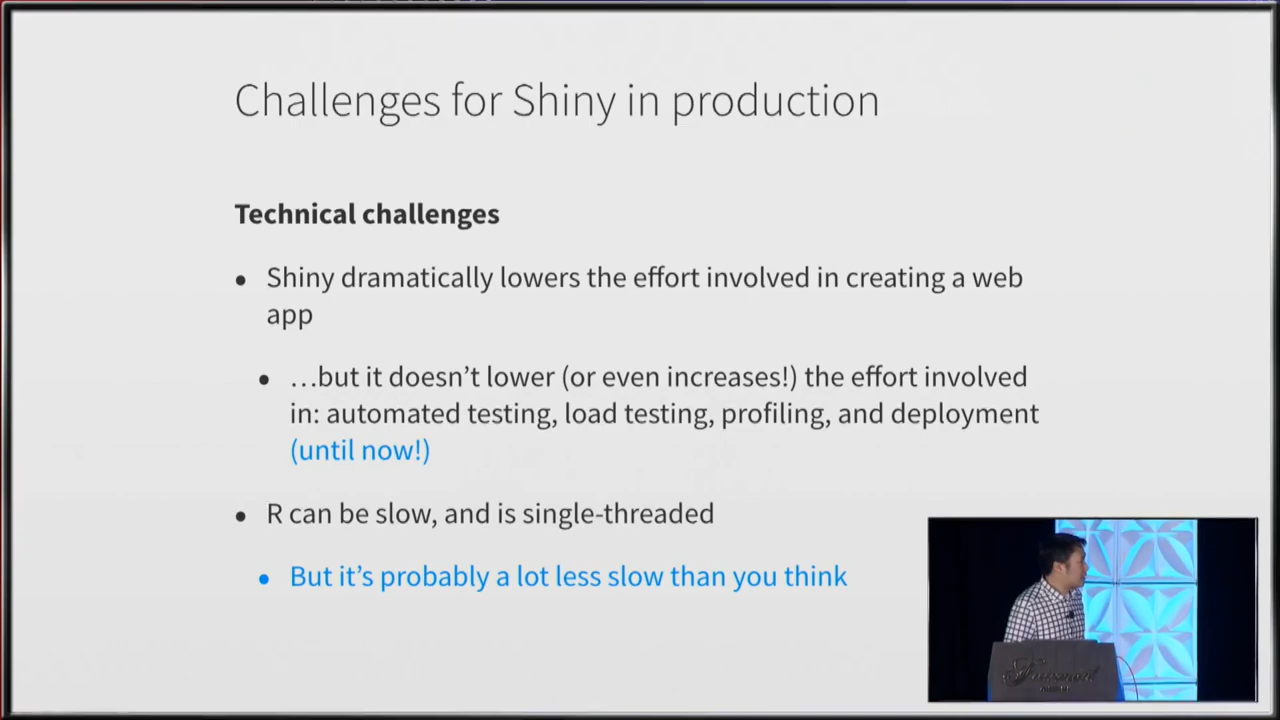 Challenges for Shiny in production
Technical challenges
• Shiny dramatically lowers the effort involved in creating a web
app
• …but it doesn't lower (or even increases!) the effort involved
in: automated testing, load testing, profiling, and deployment
(until now!)
• R can be slow, and is single-threaded
• But it's probably a lot less slow than you think